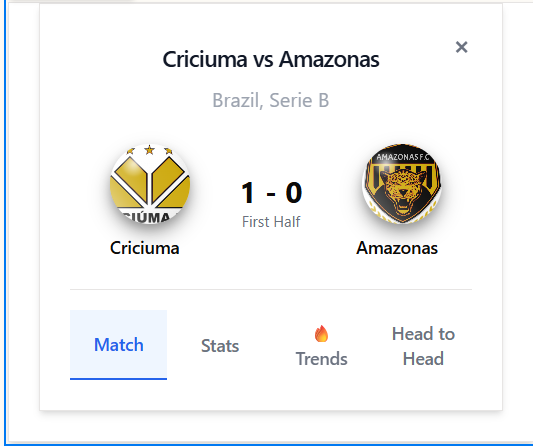 Criciuma vs Amazonas
×
Brazil, Serie B
AMAZONAS F.C
CIÚMA
1 - 0
First Half
Criciuma
Amazonas
Match
Stats
Trends
Head to
Head